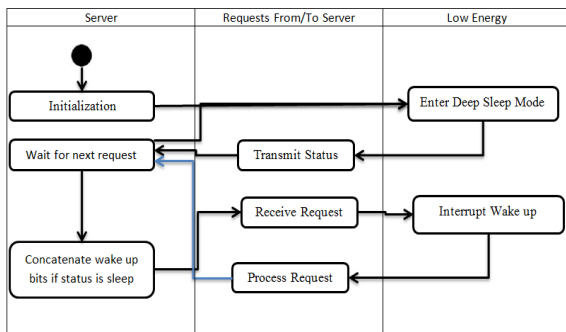 Server
Requests From/To Server
Low Energy
Initialization
Enter Deep Sleep Mode
Wait for next request
Transmit Status
Receive Request
Interrupt Wake up
Concatenate wake up
bits if status is sleep
Process Request